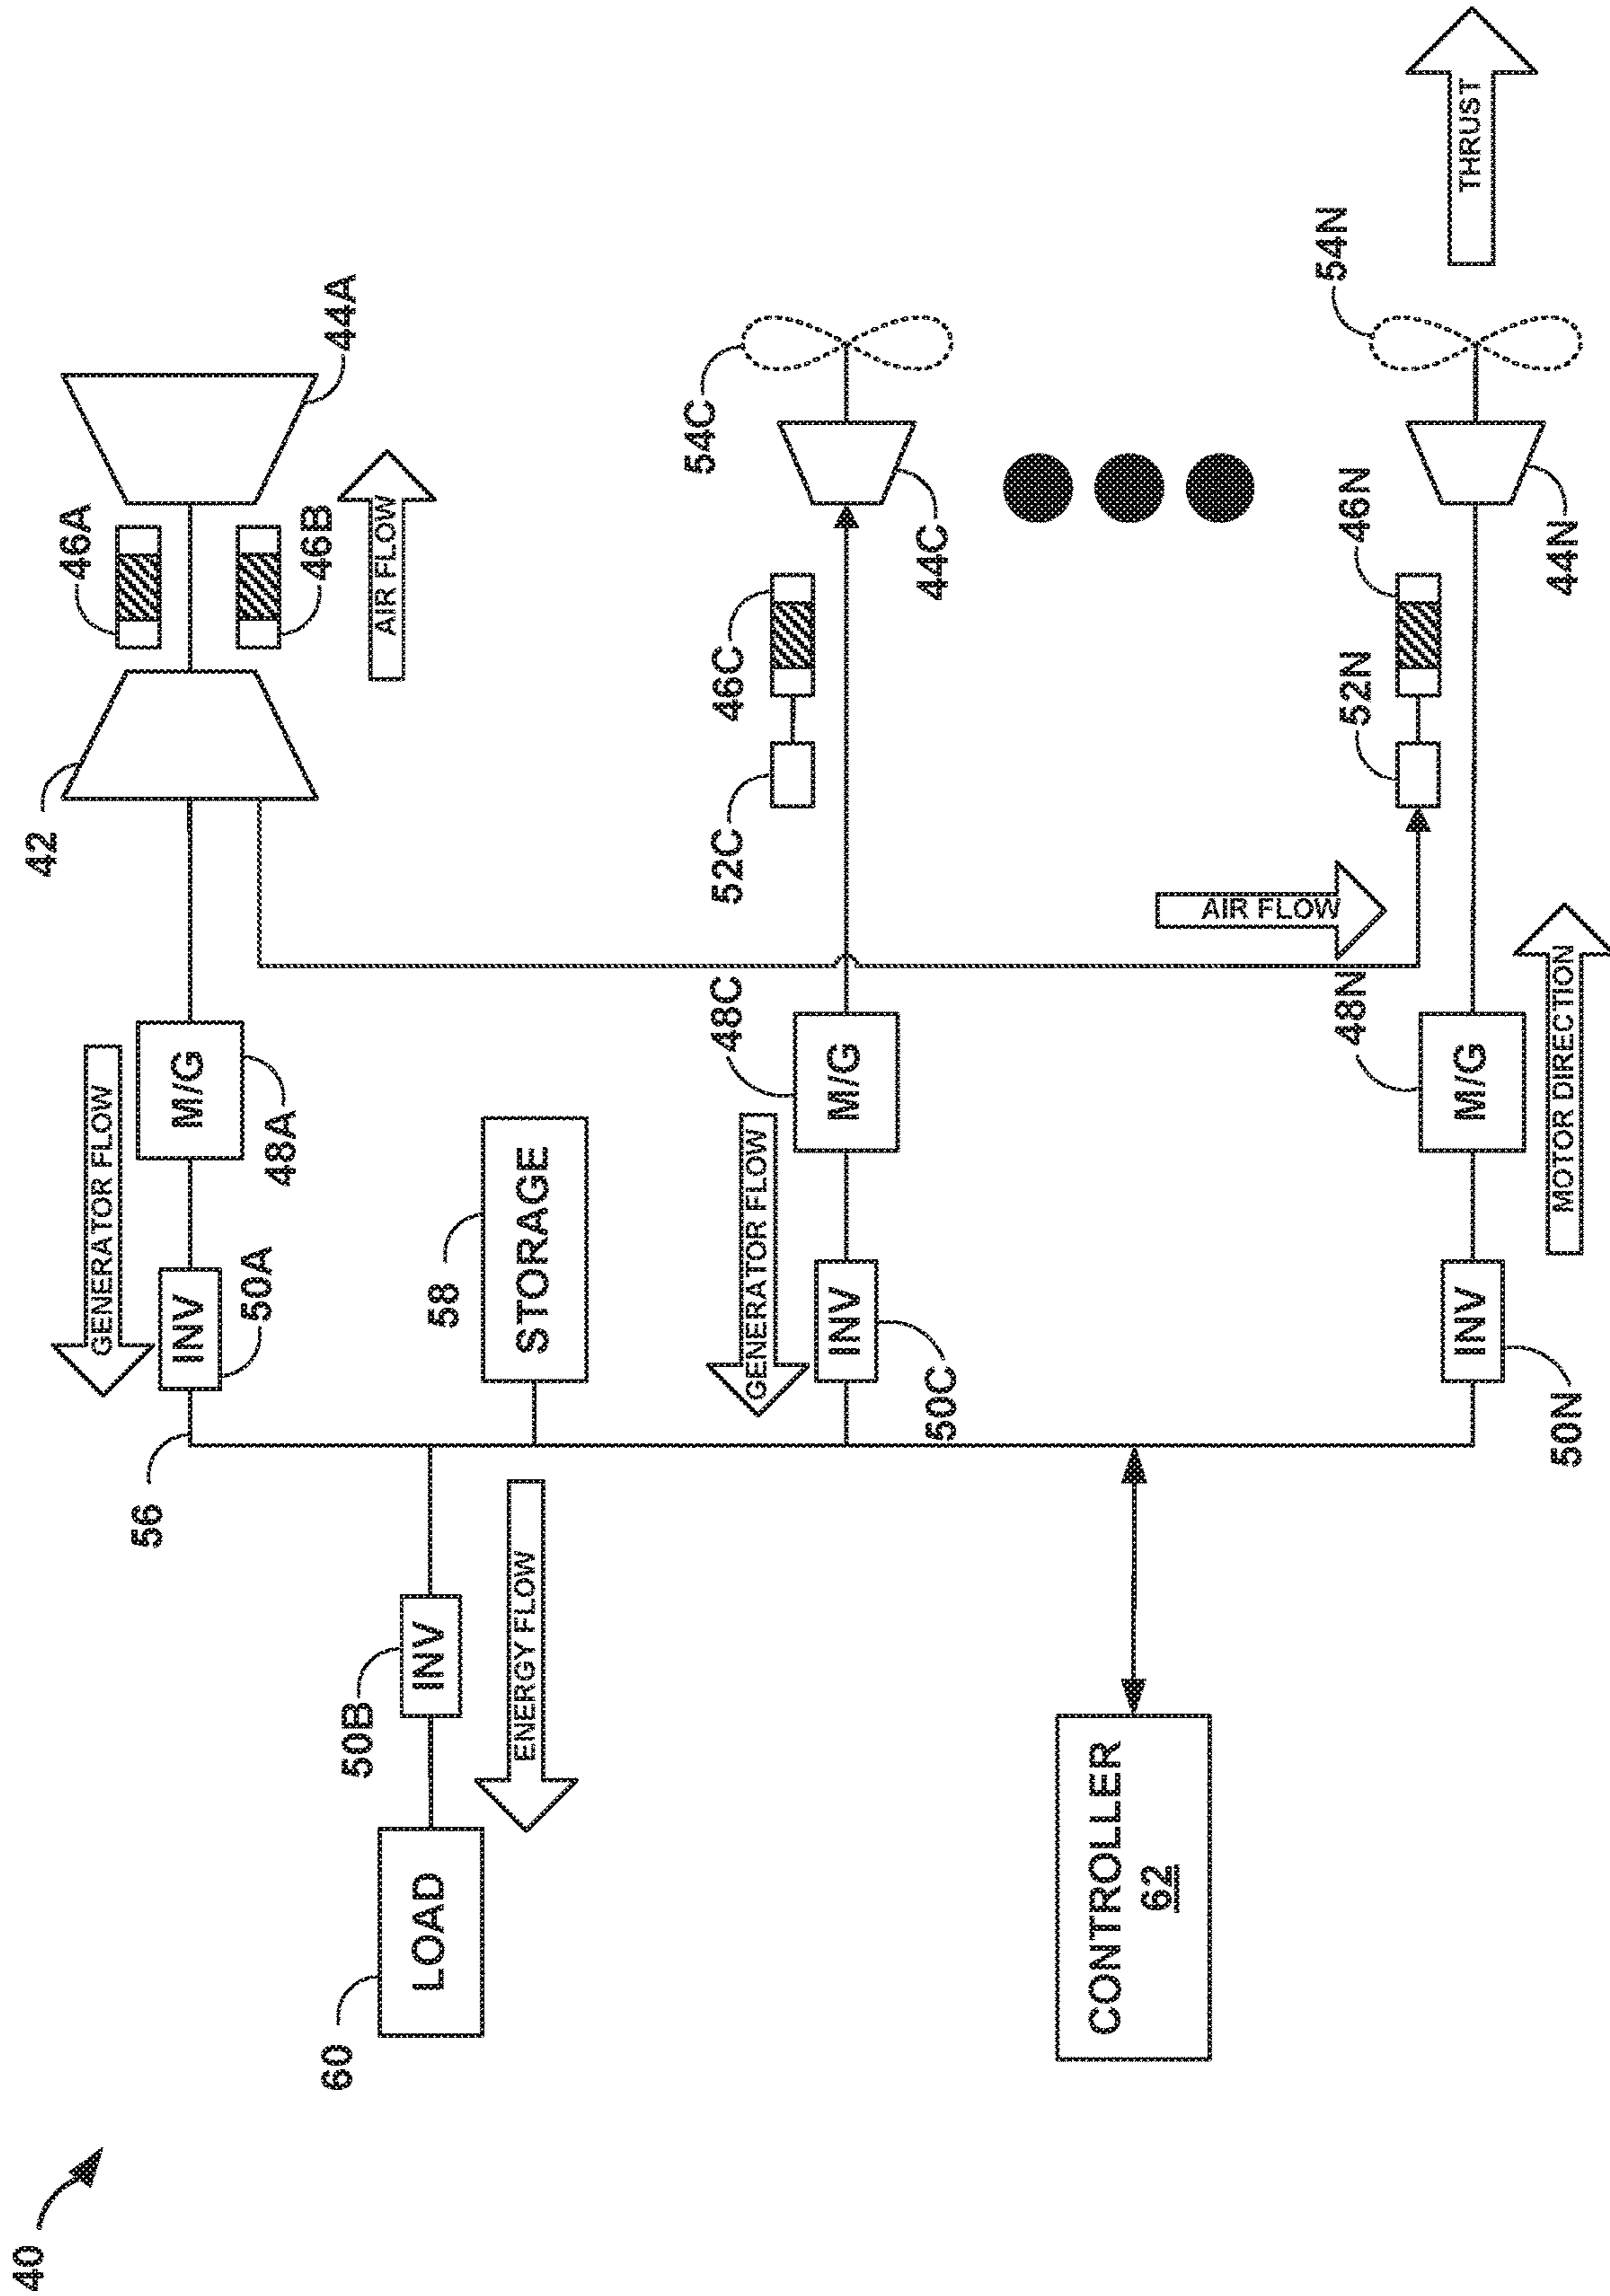 40
42
46A
46B
44A
AIR FLOW
GENERATOR FLOW
M/G
48A
INV
50A
56
58
STORAGE
50B
INV
ENERGY FLOW
60
LOAD
54C
46C
44C
52C
48C
M/G
GENERATOR FLOW
INV
50C
CONTROLLER
62
AIR FLOW
54N
THRUST
46N
52N
44N
48N
M/G
MOTOR DIRECTION
INV
50N